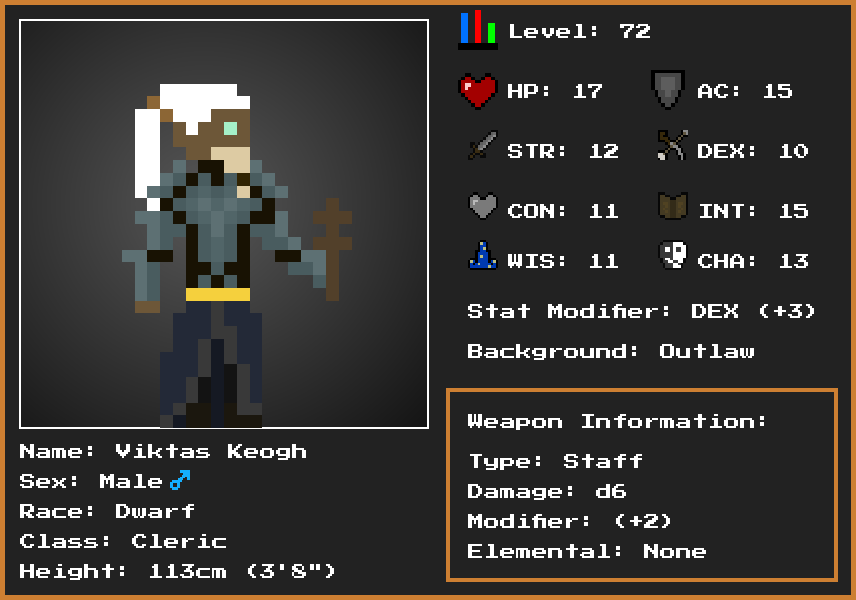 Level: 72
HP: 17
AC: 15
STR: 12
DEX: 10
CON: 11
INT: 15
WIS: 11
CHA: 13
Stat Modifier: DEX (+3)
Background: Outlaw
Weapon Information:
Type: Staff
Damage: d6
Modifier: (+2)
Elemental: None
Name: Viktas Keogh
Sex: Male♂
Race: Dwarf
Class: Cleric
Height: 113cm (3'8")